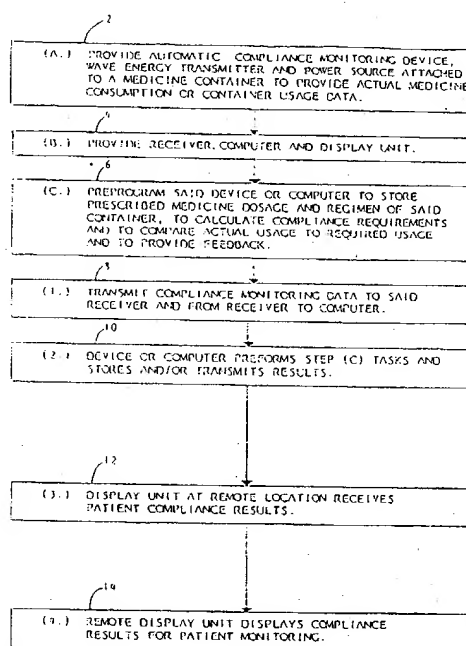 2
(A.) PROVIDE AUTOMATIC COMPLIANCE MONITORING DEVICE,
WAVE ENERGY TRANSMITTER AND POWER SOURCE ATTACHED
TO A MEDICINE CONTAINER TO PROVIDE ACTUAL MEDICINE
CONSUMPTION OR CONTAINER USAGE DATA.
4
(B.) PROVIDE RECEIVER, COMPUTER AND DISPLAY UNIT.
6
(C.) PREPROGRAM SAID DEVICE OR COMPUTER TO STORE
PRESCRIBED MEDICINE DOSAGE AND REGIMEN OF SAID
CONTAINER, TO CALCULATE COMPLIANCE REQUIREMENTS
AND TO COMPARE ACTUAL USAGE TO REQUIRED USAGE
AND TO PROVIDE FEEDBACK.
8
(1.) TRANSMIT COMPLIANCE MONITORING DATA TO SAID
RECEIVER AND FROM RECEIVER TO COMPUTER.
10
(2.) DEVICE OR COMPUTER PREFORMS STEP (C) TASKS AND
STORES AND/OR TRANSMITS RESULTS.
12
(3.) DISPLAY UNIT AT REMOTE LOCATION RECEIVES
PATIENT COMPLIANCE RESULTS.
14
(4.) REMOTE DISPLAY UNIT DISPLAYS COMPLIANCE
RESULTS FOR PATIENT MONITORING.